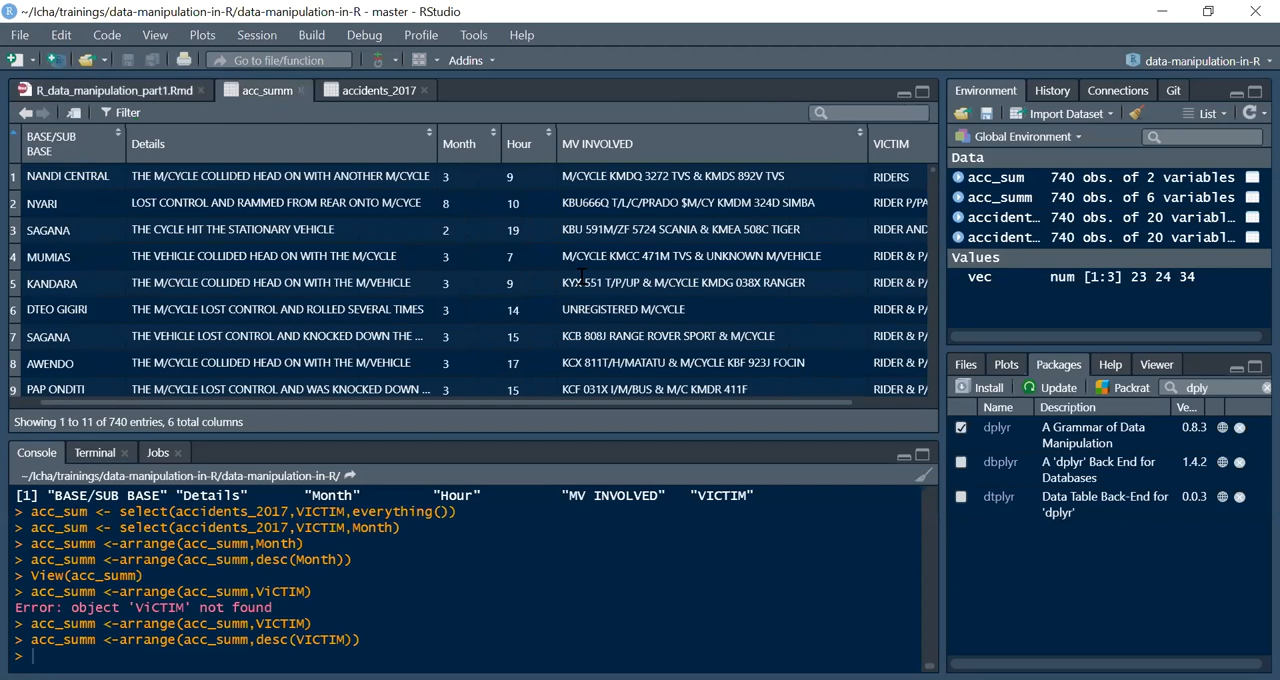 ~/Icha/trainings/data-manipulation-in-R/data-manipulation-in-R - master - RStudio
File Edit Code View Plots Session Build Debug Profile Tools Help
Go to file/function Addins data-manipulation-in-R
R_data_manipulation_part1.Rmd acc_summ accidents_2017
Filter
BASE/SUB BASE Details Month Hour MV INVOLVED VICTIM
1 NANDI CENTRAL THE M/CYCLE COLLIDED HEAD ON WITH ANOTHER M/CYCLE 3 9 M/CYCLE KMDQ 3272 TVS & KMDS 892V TVS RIDERS
2 NYARI LOST CONTROL AND RAMMED FROM REAR ONTO M/CYCE 8 10 KBU666Q T/L/C/PRADO $M/CY KMDM 324D SIMBA RIDER P/PA
3 SAGANA THE CYCLE HIT THE STATIONARY VEHICLE 2 19 KBU 591M/ZF 5724 SCANIA & KMEA 508C TIGER RIDER AND
4 MUMIAS THE VEHICLE COLLIDED HEAD ON WITH THE M/CYCLE 3 7 M/CYCLE KMCC 471M TVS & UNKNOWN M/VEHICLE RIDER & P/
5 KANDARA THE M/CYCLE COLLIDED HEAD ON WITH THE M/VEHICLE 3 9 551 T/P/UP & M/CYCLE KMDG 038X RANGER RIDER & P/
6 DTEO GIGIRI THE M/CYCLE LOST CONTROL AND ROLLED SEVERAL TIMES 3 14 UNREGISTERED M/CYCLE RIDER & P/
7 SAGANA THE VEHICLE LOST CONTROL AND KNOCKED DOWN THE ... 3 15 KCB 808J RANGE ROVER SPORT & M/CYCLE RIDER & P/
8 AWENDO THE M/CYCLE COLLIDED HEAD ON WITH THE M/VEHICLE 3 17 KCX 811T/H/MATATU & M/CYCLE KBF 923J FOCIN RIDER & P/
9 PAP ONDITI THE M/CYCLE LOST CONTROL AND WAS KNOCKED DOWN ... 3 15 KCF 031X I/M/BUS & M/C KMDR 411F RIDER & P/
Showing 1 to 11 of 740 entries, 6 total columns
Console Terminal Jobs
~/Icha/trainings/data-manipulation-in-R/data-manipulation-in-R/
[1] "BASE/SUB BASE" "Details" "Month" "Hour" "MV INVOLVED" "VICTIM"
> acc_sum <- select(accidents_2017,VICTIM,everything())
> acc_sum <- select(accidents_2017,VICTIM,Month)
> acc_summ <-arrange(acc_summ,Month)
> acc_summ <-arrange(acc_summ,desc(Month))
> View(acc_summ)
> acc_summ <-arrange(acc_summ,ViCTIM)
Error: object 'ViCTIM' not found
> acc_summ <-arrange(acc_summ,VICTIM)
> acc_summ <-arrange(acc_summ,desc(VICTIM))
>
Environment History Connections Git
Import Dataset List
Global Environment
Data
acc_sum 740 obs. of 2 variables
acc_summ 740 obs. of 6 variables
accident… 740 obs. of 20 variabl…
accident… 740 obs. of 20 variabl…
Values
vec num [1:3] 23 24 34
Files Plots Packages Help Viewer
Install Update Packrat dply
Name Description Ve...
dplyr A Grammar of Data Manipulation 0.8.3
dbplyr A 'dplyr' Back End for Databases 1.4.2
dtplyr Data Table Back-End for 'dplyr' 0.0.3